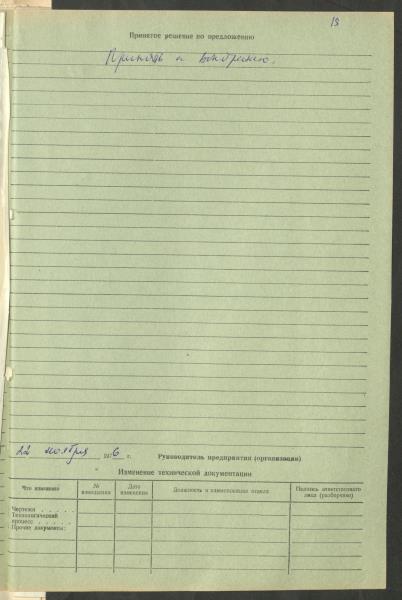 13
Принятое решение по предложению
Принять к внедрению.
22 ноября 1976 г. Руководитель предприятия (организации)
Изменение технической документации
Что изменено
№ извещения
Дата изменения
Должность и наименование отдела
Подпись ответственного лица (разборчиво)
Чертежи . . . . .
Технологический
процесс . . . . .
Прочие документы: